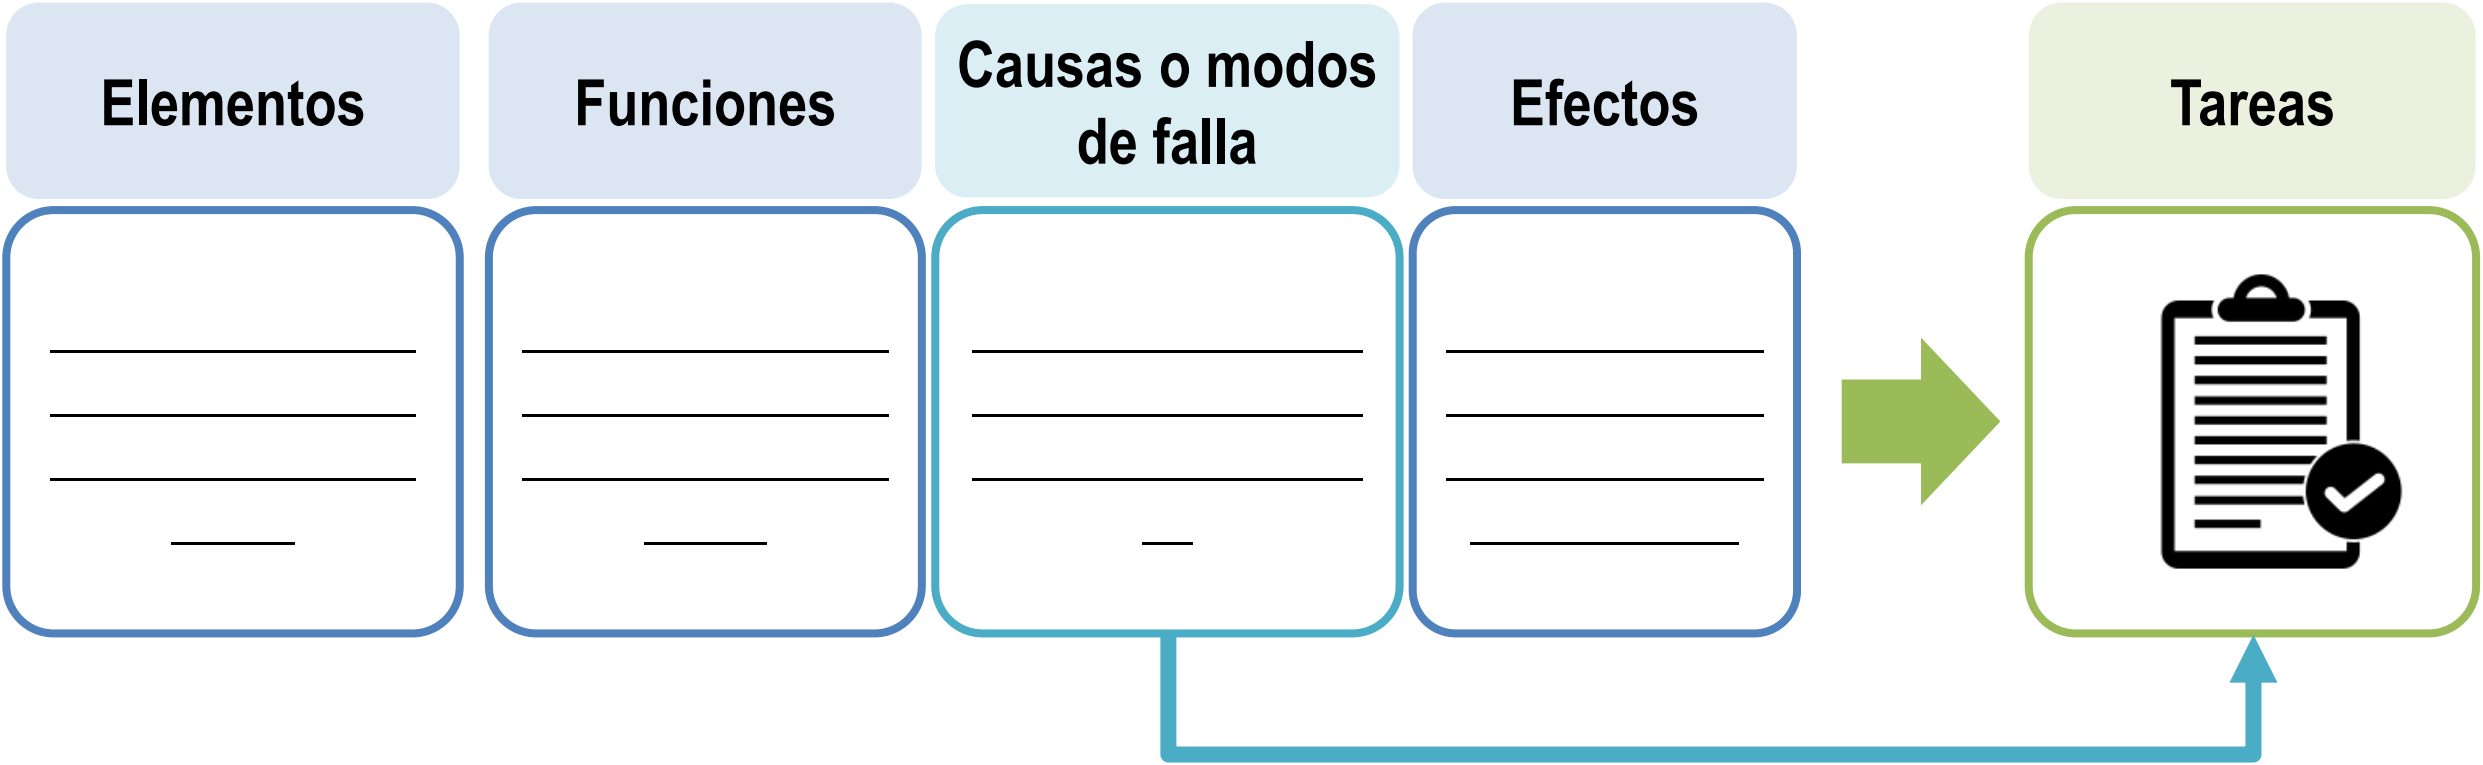 Elementos
Funciones
Causas o modos
de falla
Efectos
Tareas